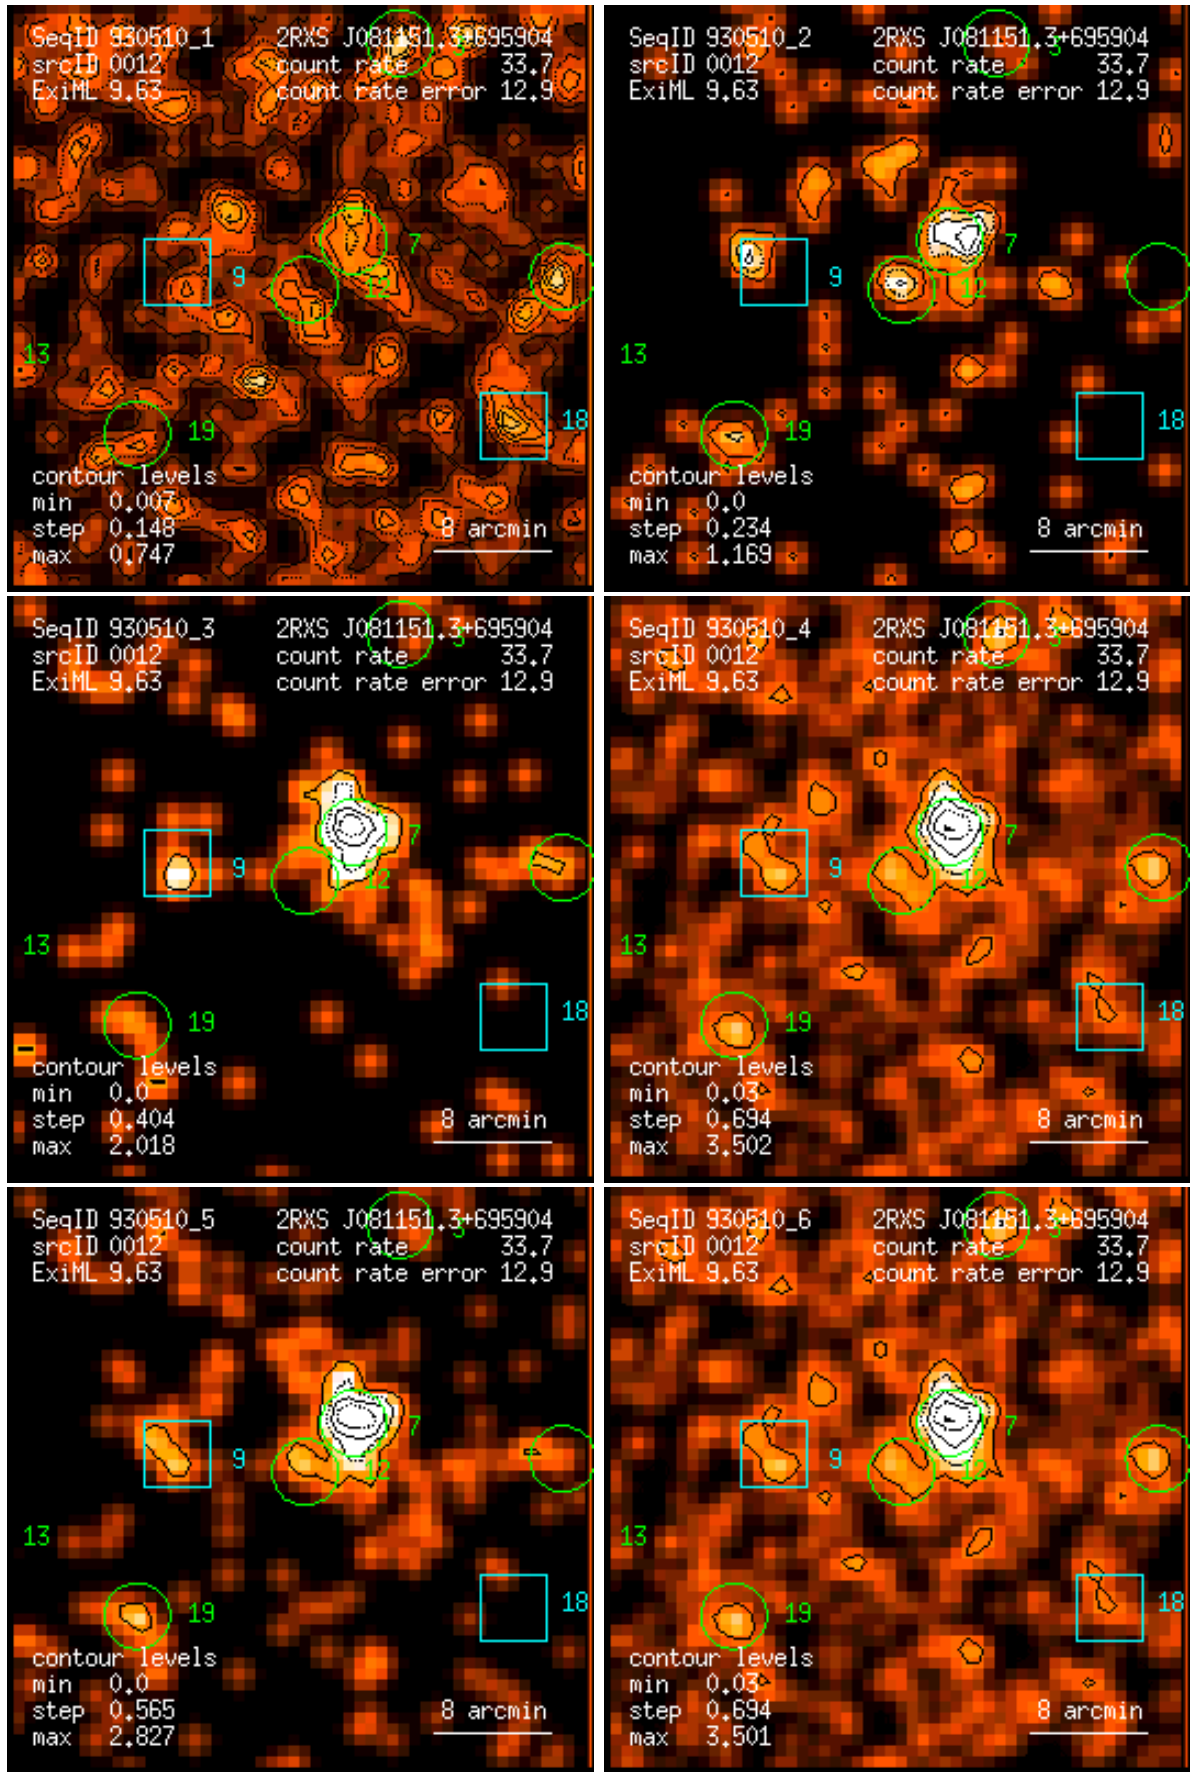 SeqID 930510_1 2RXS J081151.3+695904
srcID 0012 count rate 33.7
ExiML 9.63 count rate error 12.9
7
9
12
13
18
19
contour levels
min 0.007
step 0.148
max 0.747
8 arcmin
SeqID 930510_2 2RXS J081151.3+695904
srcID 0012 count rate 33.7
ExiML 9.63 count rate error 12.9
7
9
12
13
18
19
contour levels
min 0.0
step 0.234
max 1.169
8 arcmin
SeqID 930510_3 2RXS J081151.3+695904
srcID 0012 count rate 33.7
ExiML 9.63 count rate error 12.9
7
9
12
13
18
19
contour levels
min 0.0
step 0.404
max 2.018
8 arcmin
SeqID 930510_4 2RXS J081151.3+695904
srcID 0012 count rate 33.7
ExiML 9.63 count rate error 12.9
7
9
12
13
18
19
contour levels
min 0.03
step 0.694
max 3.502
8 arcmin
SeqID 930510_5 2RXS J081151.3+695904
srcID 0012 count rate 33.7
ExiML 9.63 count rate error 12.9
7
9
12
13
18
19
contour levels
min 0.0
step 0.565
max 2.827
8 arcmin
SeqID 930510_6 2RXS J081151.3+695904
srcID 0012 count rate 33.7
ExiML 9.63 count rate error 12.9
7
9
12
13
18
19
contour levels
min 0.03
step 0.694
max 3.501
8 arcmin